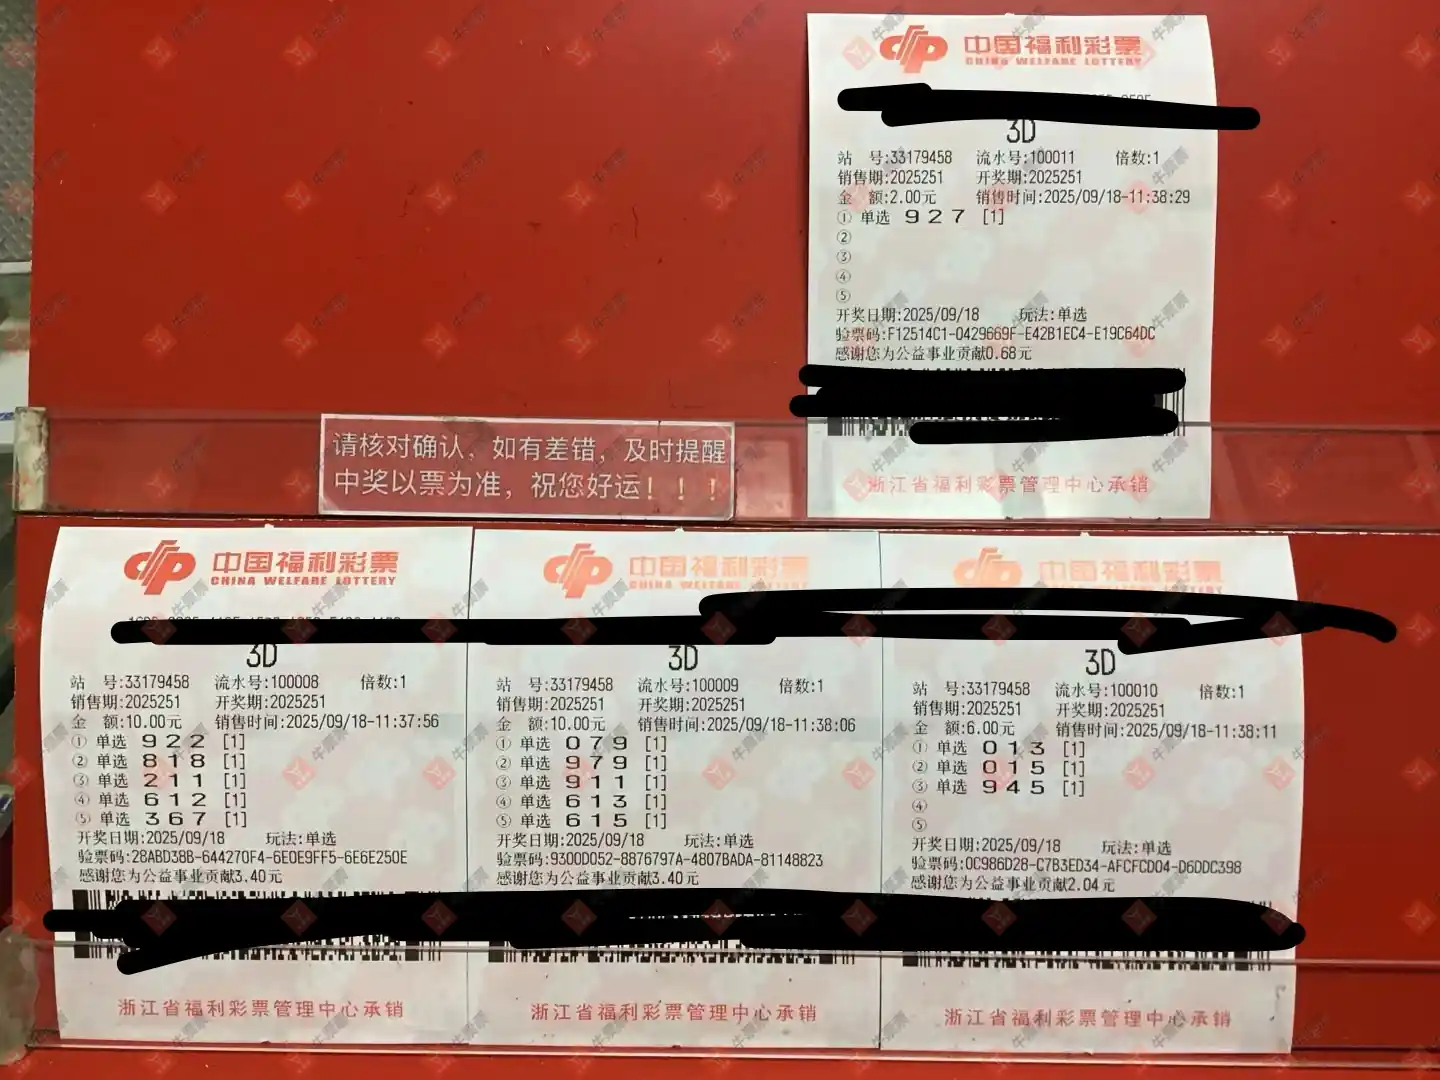 中国福利彩票
CHINA WELFARE LOTTERY
3D
站 号:33179458 流水号:100011 倍数:1
销售期:2025251 开奖期:2025251
金 额:2.00元 销售时间:2025/09/18-11:38:29
① 单选 9 2 7 [1]
②
③
④
⑤
开奖日期:2025/09/18 玩法:单选
验票码:F12514C1-0429669F-E42B1EC4-E19C64DC
感谢您为公益事业贡献0.68元
浙江省福利彩票管理中心承销
请核对确认，如有差错，及时提醒
中奖以票为准，祝您好运！！！
中国福利彩票
CHINA WELFARE LOTTERY
3D
站 号:33179458 流水号:100008 倍数:1
销售期:2025251 开奖期:2025251
金 额:10.00元 销售时间:2025/09/18-11:37:56
① 单选 9 2 2 [1]
② 单选 8 1 8 [1]
③ 单选 2 1 1 [1]
④ 单选 6 1 2 [1]
⑤ 单选 3 6 7 [1]
开奖日期:2025/09/18 玩法:单选
验票码:28ABD38B-644270F4-6E0E9FF5-6E6E250E
感谢您为公益事业贡献3.40元
浙江省福利彩票管理中心承销
中国福利彩票
CHINA WELFARE LOTTERY
3D
站 号:33179458 流水号:100009 倍数:1
销售期:2025251 开奖期:2025251
金 额:10.00元 销售时间:2025/09/18-11:38:06
① 单选 0 7 9 [1]
② 单选 9 7 9 [1]
③ 单选 9 1 1 [1]
④ 单选 6 1 3 [1]
⑤ 单选 6 1 5 [1]
开奖日期:2025/09/18 玩法:单选
验票码:9300D052-8876797A-4807BADA-81148823
感谢您为公益事业贡献3.40元
浙江省福利彩票管理中心承销
中国福利彩票
3D
站 号:33179458 流水号:100010 倍数:1
销售期:2025251 开奖期:2025251
金 额:6.00元 销售时间:2025/09/18-11:38:11
① 单选 0 1 3 [1]
② 单选 0 1 5 [1]
③ 单选 9 4 5 [1]
④
⑤
开奖日期:2025/09/18 玩法:单选
验票码:0C986D28-C7B3ED34-AFCFCD04-D6DDC398
感谢您为公益事业贡献2.04元
浙江省福利彩票管理中心承销